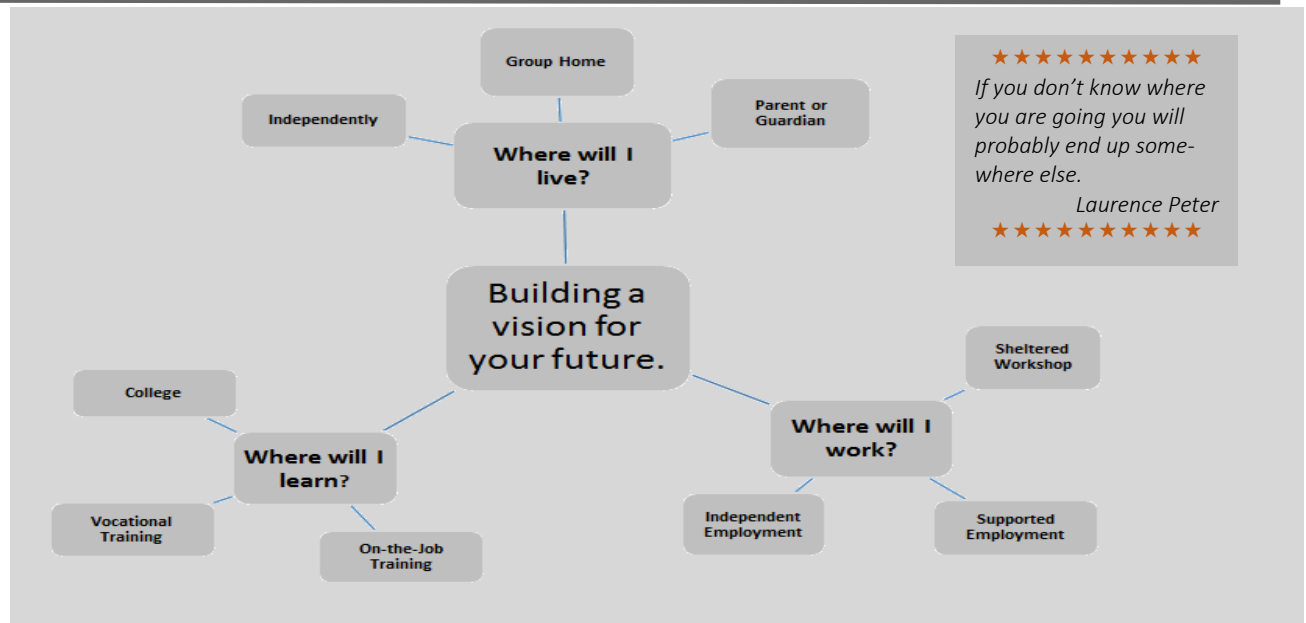 Group Home
Independently
Parent or
Guardian
Where will I
live?
★★★★★★★★★★
If you don’t know where
you are going you will
probably end up some-
where else.
Laurence Peter
★★★★★★★★★★
Building a
vision for
your future.
College
Where will I
learn?
Vocational
Training
On-the-Job
Training
Sheltered
Workshop
Where will I
work?
Independent
Employment
Supported
Employment